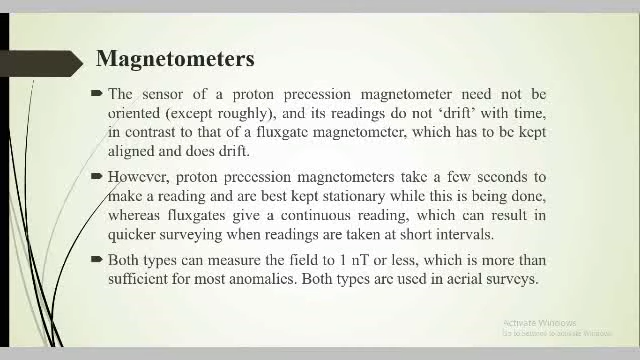 Magnetometers
The sensor of a proton precession magnetometer need not be
oriented (except roughly), and its readings do not ‘drift’ with time,
in contrast to that of a fluxgate magnetometer, which has to be kept
aligned and does drift.
However, proton precession magnetometers take a few seconds to
make a reading and are best kept stationary while this is being done,
whereas fluxgates give a continuous reading, which can result in
quicker surveying when readings are taken at short intervals.
Both types can measure the field to 1 nT or less, which is more than
sufficient for most anomalies. Both types are used in aerial surveys.
Activate Windows
Go to Settings to activate Windows.